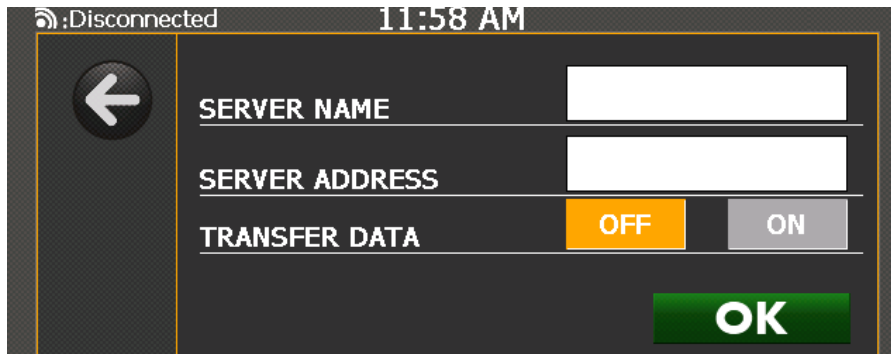 :Disconnected 11:58 AM
SERVER NAME
SERVER ADDRESS
TRANSFER DATA OFF ON
OK